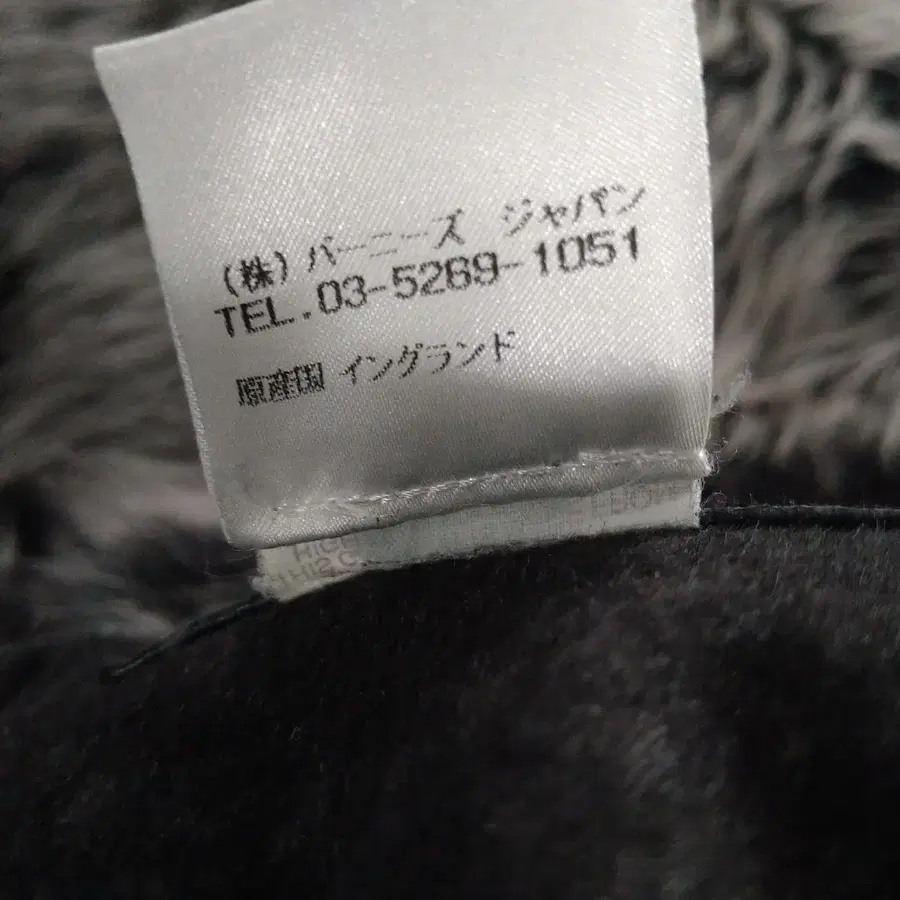 (株) バーニーズ ジャパン
TEL.03-5269-1051
原産国 イングランド